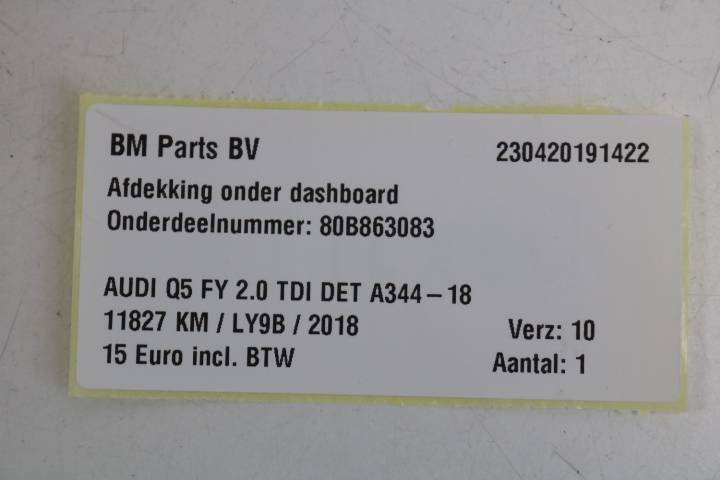 BM Parts BV 230420191422
Afdekking onder dashboard
Onderdeelnummer: 80B863083
AUDI Q5 FY 2.0 TDI DET A344-18
11827 KM / LY9B / 2018 Verz: 10
15 Euro incl. BTW Aantal: 1